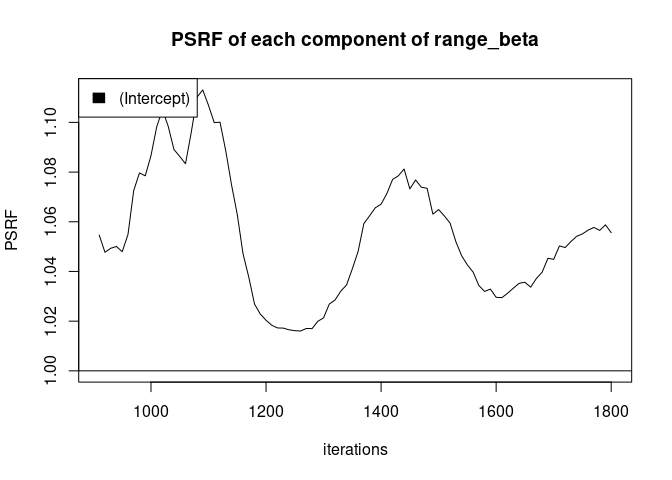 PSRF of each component of range_beta
(Intercept)
PSRF
1.10
1.08
1.06
1.04
1.02
1.00
1000 1200 1400 1600 1800
iterations